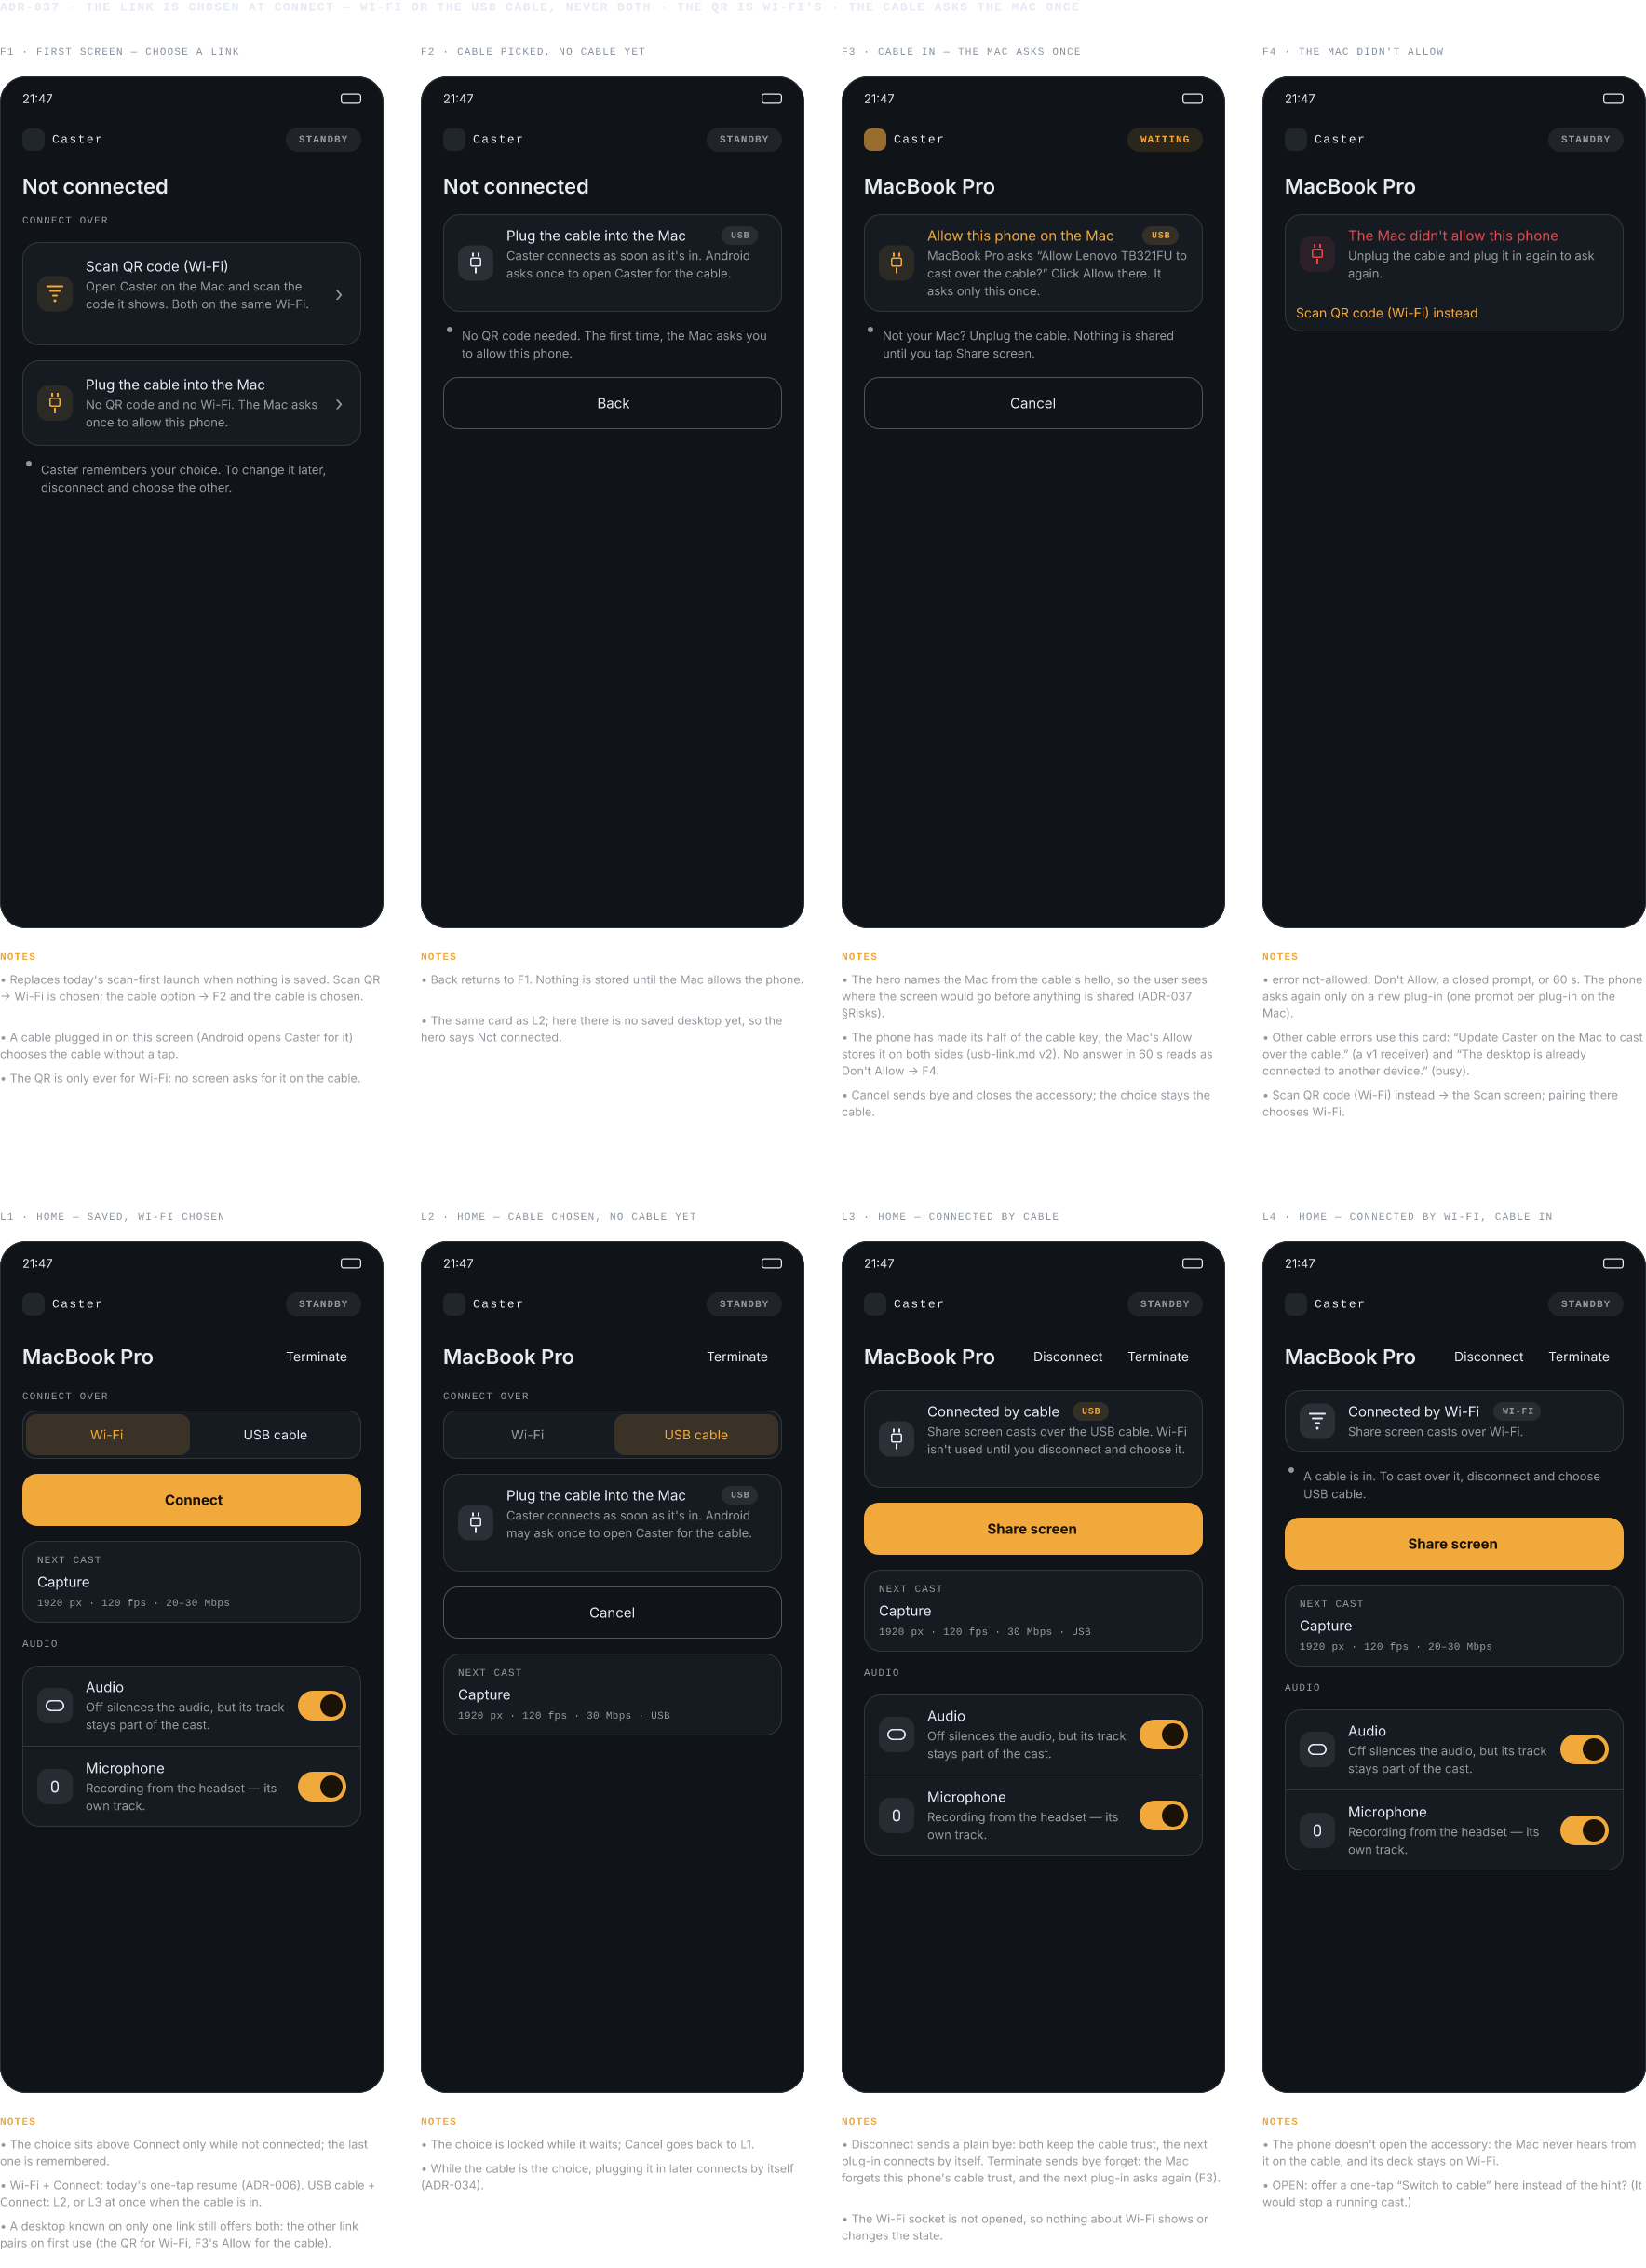 ADR-037 · THE LINK IS CHOSEN AT CONNECT — WI-FI OR THE USB CABLE, NEVER BOTH · THE QR IS WI-FI'S · THE CABLE ASKS THE MAC ONCE
F1 · FIRST SCREEN — CHOOSE A LINK
21:47
Caster
STANDBY
Not connected
CONNECT OVER
Scan QR code (Wi-Fi)
Open Caster on the Mac and scan the
code it shows. Both on the same Wi-Fi.
Plug the cable into the Mac
No QR code and no Wi-Fi. The Mac asks
once to allow this phone.
Caster remembers your choice. To change it later,
disconnect and choose the other.
NOTES
• Replaces today's scan-first launch when nothing is saved. Scan QR
→ Wi-Fi is chosen; the cable option → F2 and the cable is chosen.
• A cable plugged in on this screen (Android opens Caster for it)
chooses the cable without a tap.
• The QR is only ever for Wi-Fi: no screen asks for it on the cable.
F2 · CABLE PICKED, NO CABLE YET
21:47
Caster
STANDBY
Not connected
Plug the cable into the Mac
USB
Caster connects as soon as it's in. Android
asks once to open Caster for the cable.
No QR code needed. The first time, the Mac asks you
to allow this phone.
Back
NOTES
• Back returns to F1. Nothing is stored until the Mac allows the phone.
• The same card as L2; here there is no saved desktop yet, so the
hero says Not connected.
F3 · CABLE IN — THE MAC ASKS ONCE
21:47
Caster
WAITING
MacBook Pro
Allow this phone on the Mac
USB
MacBook Pro asks “Allow Lenovo TB321FU to
cast over the cable?” Click Allow there. It
asks only this once.
Not your Mac? Unplug the cable. Nothing is shared
until you tap Share screen.
Cancel
NOTES
• The hero names the Mac from the cable's hello, so the user sees
where the screen would go before anything is shared (ADR-037
§Risks).
• The phone has made its half of the cable key; the Mac's Allow
stores it on both sides (usb-link.md v2). No answer in 60 s reads as
Don't Allow → F4.
• Cancel sends bye and closes the accessory; the choice stays the
cable.
F4 · THE MAC DIDN'T ALLOW
21:47
Caster
STANDBY
MacBook Pro
The Mac didn't allow this phone
Unplug the cable and plug it in again to ask
again.
Scan QR code (Wi-Fi) instead
NOTES
• error not-allowed: Don't Allow, a closed prompt, or 60 s. The phone
asks again only on a new plug-in (one prompt per plug-in on the
Mac).
• Other cable errors use this card: “Update Caster on the Mac to cast
over the cable.” (a v1 receiver) and “The desktop is already
connected to another device.” (busy).
• Scan QR code (Wi-Fi) instead → the Scan screen; pairing there
chooses Wi-Fi.
L1 · HOME — SAVED, WI-FI CHOSEN
21:47
Caster
STANDBY
MacBook Pro
Terminate
CONNECT OVER
Wi-Fi
USB cable
Connect
NEXT CAST
Capture
1920 px · 120 fps · 20–30 Mbps
AUDIO
Audio
Off silences the audio, but its track
stays part of the cast.
Microphone
Recording from the headset — its
own track.
NOTES
• The choice sits above Connect only while not connected; the last
one is remembered.
• Wi-Fi + Connect: today's one-tap resume (ADR-006). USB cable +
Connect: L2, or L3 at once when the cable is in.
• A desktop known on only one link still offers both: the other link
pairs on first use (the QR for Wi-Fi, F3's Allow for the cable).
L2 · HOME — CABLE CHOSEN, NO CABLE YET
21:47
Caster
STANDBY
MacBook Pro
Terminate
CONNECT OVER
Wi-Fi
USB cable
Plug the cable into the Mac
USB
Caster connects as soon as it's in. Android
may ask once to open Caster for the cable.
Cancel
NEXT CAST
Capture
1920 px · 120 fps · 30 Mbps · USB
NOTES
• The choice is locked while it waits; Cancel goes back to L1.
• While the cable is the choice, plugging it in later connects by itself
(ADR-034).
L3 · HOME — CONNECTED BY CABLE
21:47
Caster
STANDBY
MacBook Pro
Disconnect
Terminate
Connected by cable
USB
Share screen casts over the USB cable. Wi-Fi
isn't used until you disconnect and choose it.
Share screen
NEXT CAST
Capture
1920 px · 120 fps · 30 Mbps · USB
AUDIO
Audio
Off silences the audio, but its track
stays part of the cast.
Microphone
Recording from the headset — its
own track.
NOTES
• Disconnect sends a plain bye: both keep the cable trust, the next
plug-in connects by itself. Terminate sends bye forget: the Mac
forgets this phone's cable trust, and the next plug-in asks again (F3).
• The Wi-Fi socket is not opened, so nothing about Wi-Fi shows or
changes the state.
L4 · HOME — CONNECTED BY WI-FI, CABLE IN
21:47
Caster
STANDBY
MacBook Pro
Disconnect
Terminate
Connected by Wi-Fi
WI-FI
Share screen casts over Wi-Fi.
A cable is in. To cast over it, disconnect and choose
USB cable.
Share screen
NEXT CAST
Capture
1920 px · 120 fps · 20–30 Mbps
AUDIO
Audio
Off silences the audio, but its track
stays part of the cast.
Microphone
Recording from the headset — its
own track.
NOTES
• The phone doesn't open the accessory: the Mac never hears from
it on the cable, and its deck stays on Wi-Fi.
• OPEN: offer a one-tap “Switch to cable” here instead of the hint? (It
would stop a running cast.)